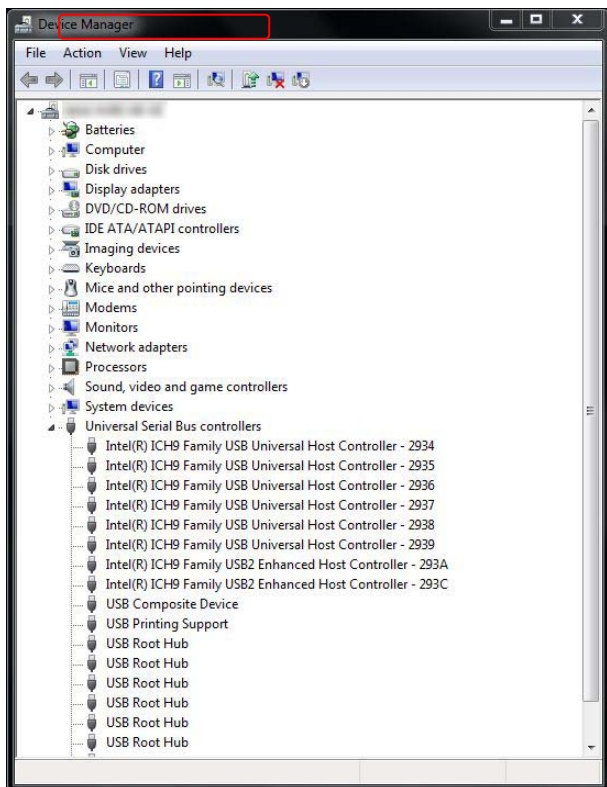 Device Manager
File Action View Help
Batteries
Computer
Disk drives
Display adapters
DVD/CD-ROM drives
IDE ATA/ATAPI controllers
Imaging devices
Keyboards
Mice and other pointing devices
Modems
Monitors
Network adapters
Processors
Sound, video and game controllers
System devices
Universal Serial Bus controllers
Intel(R) ICH9 Family USB Universal Host Controller - 2934
Intel(R) ICH9 Family USB Universal Host Controller - 2935
Intel(R) ICH9 Family USB Universal Host Controller - 2936
Intel(R) ICH9 Family USB Universal Host Controller - 2937
Intel(R) ICH9 Family USB Universal Host Controller - 2938
Intel(R) ICH9 Family USB Universal Host Controller - 2939
Intel(R) ICH9 Family USB2 Enhanced Host Controller - 293A
Intel(R) ICH9 Family USB2 Enhanced Host Controller - 293C
USB Composite Device
USB Printing Support
USB Root Hub
USB Root Hub
USB Root Hub
USB Root Hub
USB Root Hub
USB Root Hub